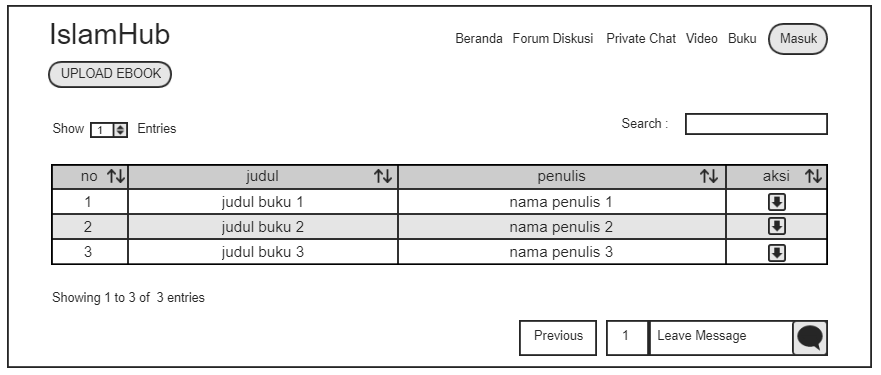 IslamHub
Beranda Forum Diskusi Private Chat Video Buku Masuk
UPLOAD EBOOK
Show 1 Entries Search :
no judul penulis aksi
1 judul buku 1 nama penulis 1
2 judul buku 2 nama penulis 2
3 judul buku 3 nama penulis 3
Showing 1 to 3 of 3 entries
Previous 1 Leave Message